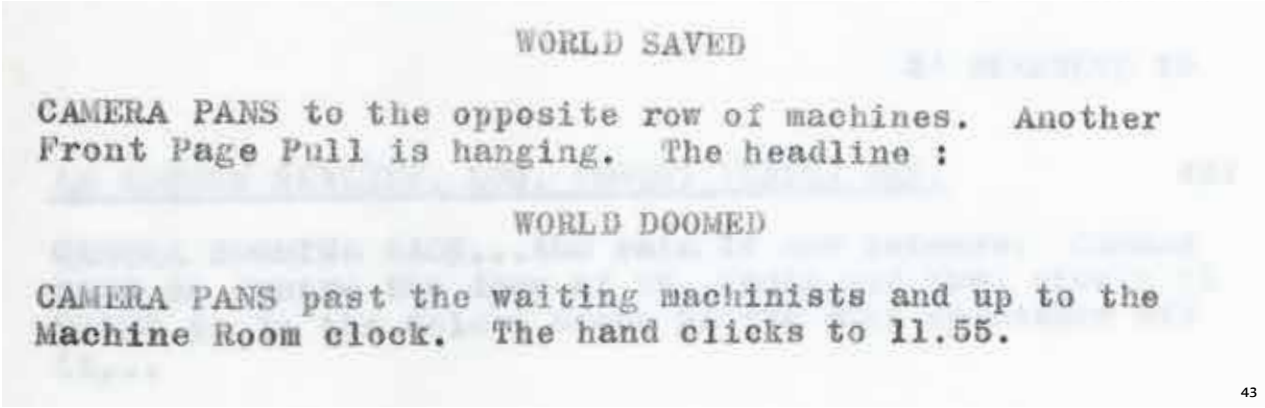 WORLD SAVED
CAMERA PANS to the opposite row of machines. Another
Front Page Pull is hanging. The headline :
WORLD DOOMED
CAMERA PANS past the waiting machinists and up to the
Machine Room clock. The hand clicks to 11.55.
43